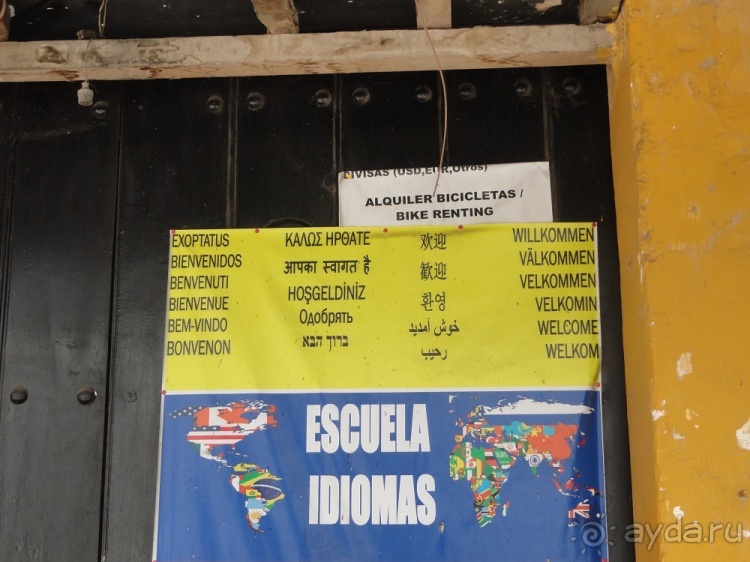 DIVISAS (USD,EUR,Otros)
ALQUILER BICICLETAS /
BIKE RENTING
EXOPTATUS
BIENVENIDOS
BENVENUTI
BIENVENUE
BEM-VINDO
BONVENON
ΚΑΛΩΣ ΗΡΘΑΤΕ
आपका स्वागत है
HOŞGELDİNİZ
Одобрять
ברוך הבא
欢迎
歡迎
환영
خوش آمدید
رحيب
WILLKOMMEN
VÄLKOMMEN
VELKOMMEN
VELKOMIN
WELCOME
WELKOM
ESCUELA
IDIOMAS
ayda.ru